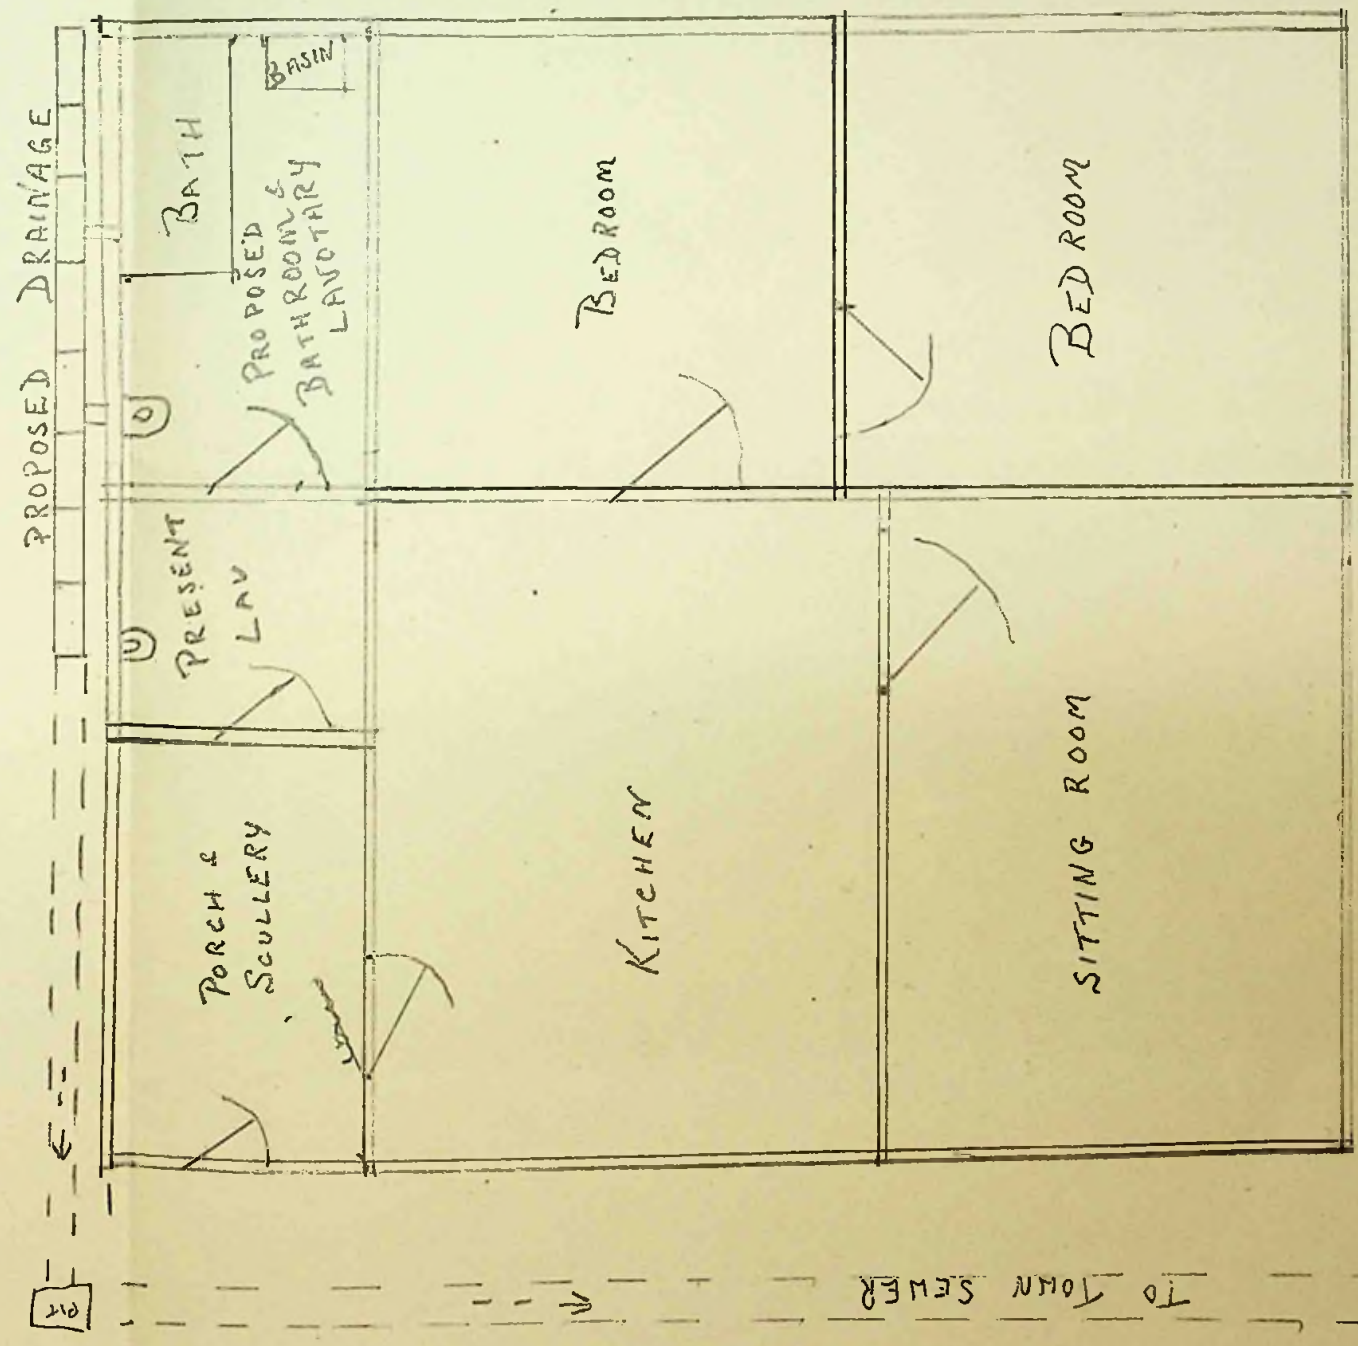 PROPOSED DRAINAGE
BATH
BASIN
PROPOSED
BATHROOM &
LAVOTARY
BEDROOM
BEDROOM
PRESENT
LAV
PORCH &
SCULLERY
KITCHEN
SITTING ROOM
PIT
TO TOWN SEWER